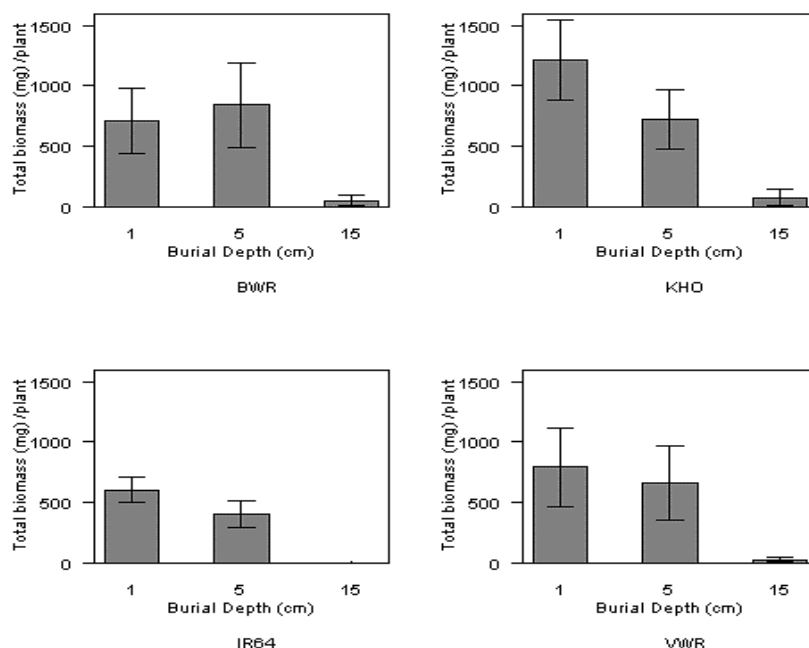 Total biomass (mg) /plant
1500
1000
500
0
1 5 15
Burial Depth (cm)
BWR
Total biomass (mg) /plant
1500
1000
500
0
1 5 15
Burial Depth (cm)
KHO
Total biomass (mg) /plant
1500
1000
500
0
1 5 15
Burial Depth (cm)
IR64
Total biomass (mg) /plant
1500
1000
500
0
1 5 15
Burial Depth (cm)
VWR